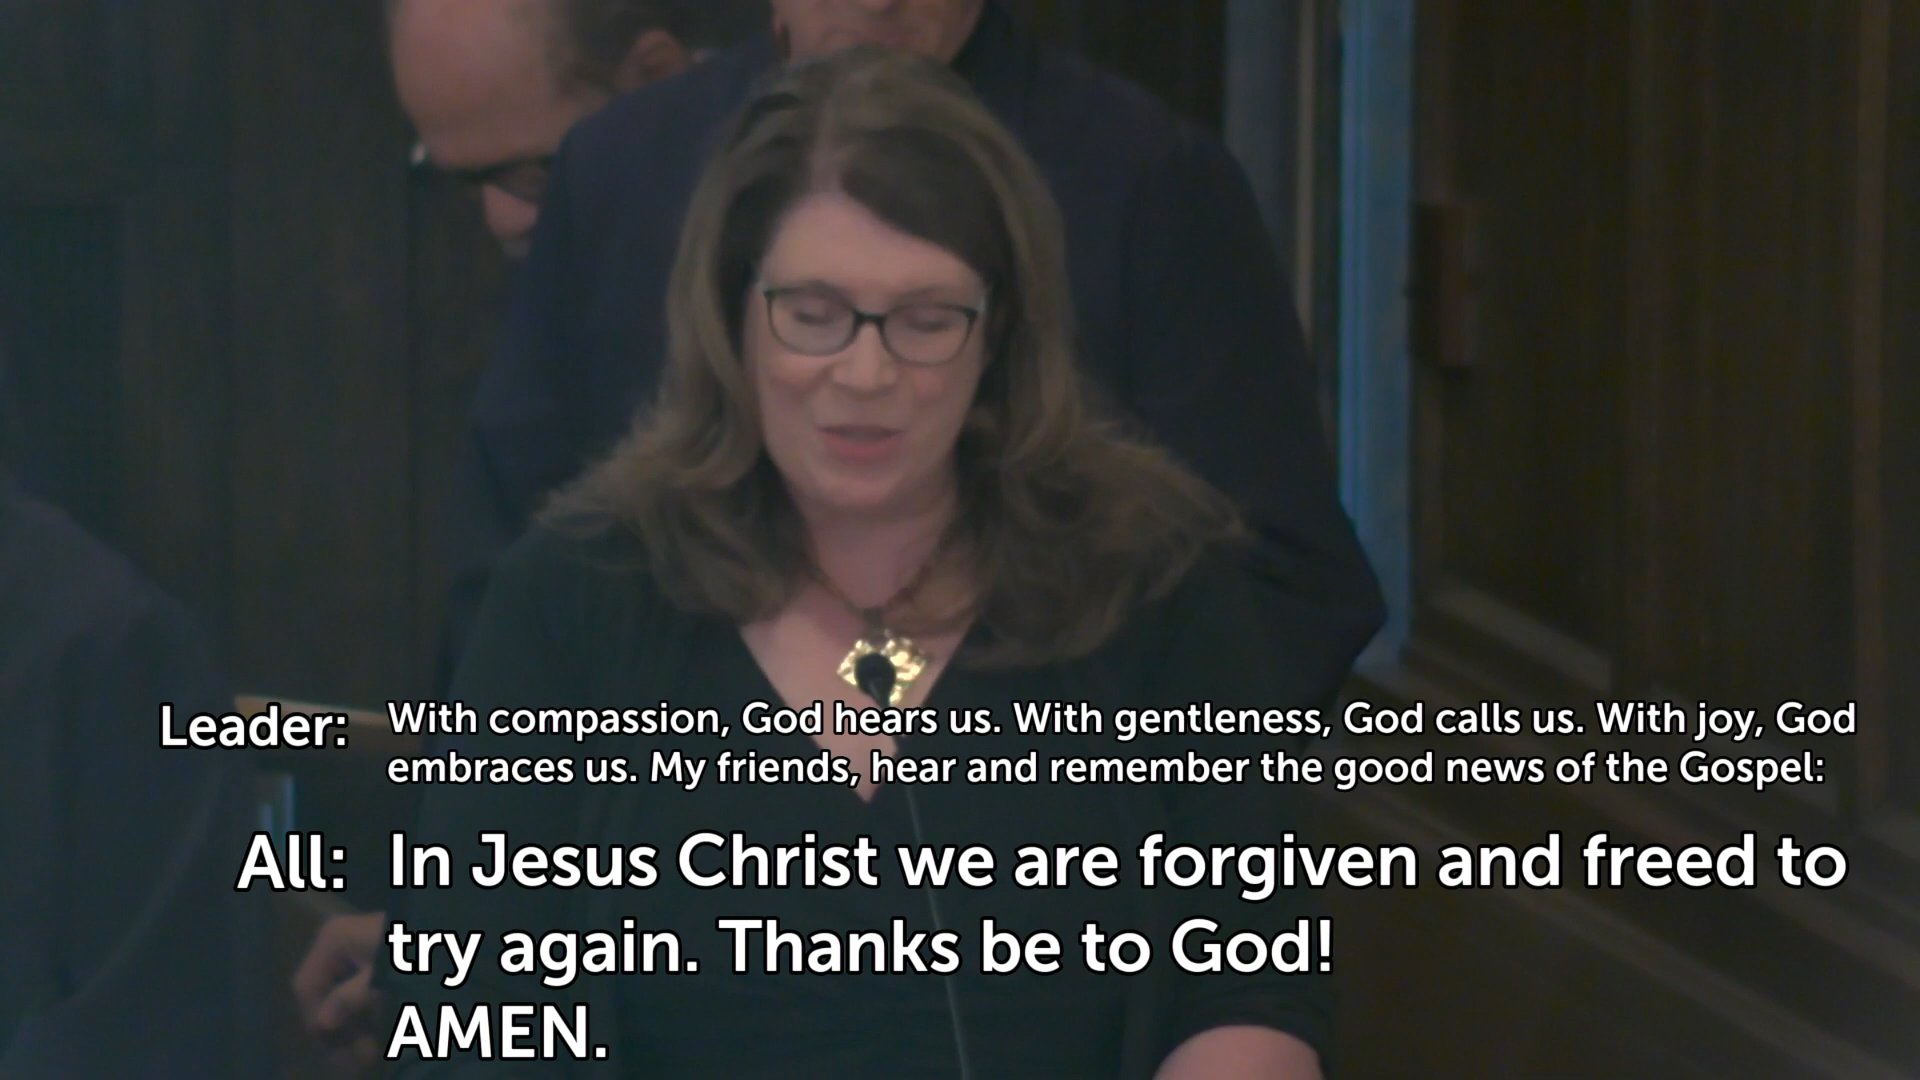 Leader: With compassion, God hears us. With gentleness, God calls us. With joy, God
embraces us. My friends, hear and remember the good news of the Gospel:
All: In Jesus Christ we are forgiven and freed to
try again. Thanks be to God!
AMEN.